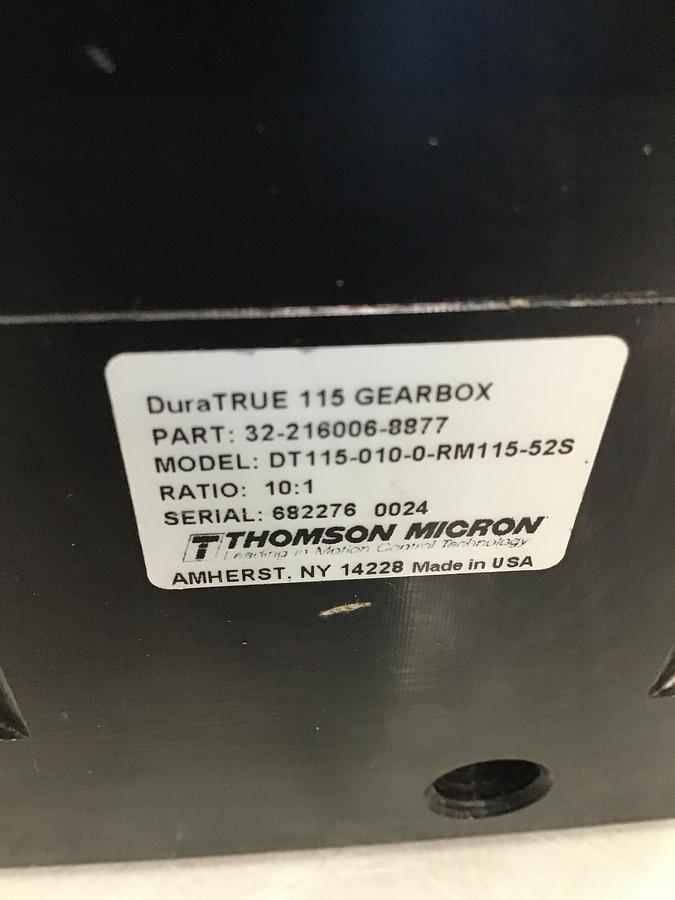 DuraTRUE 115 GEARBOX
PART: 32-216006-8877
MODEL: DT115-010-0-RM115-52S
RATIO: 10:1
SERIAL: 682276 0024
T THOMSON MICRON
Leading in Motion Control Technology
AMHERST, NY 14228 Made in USA